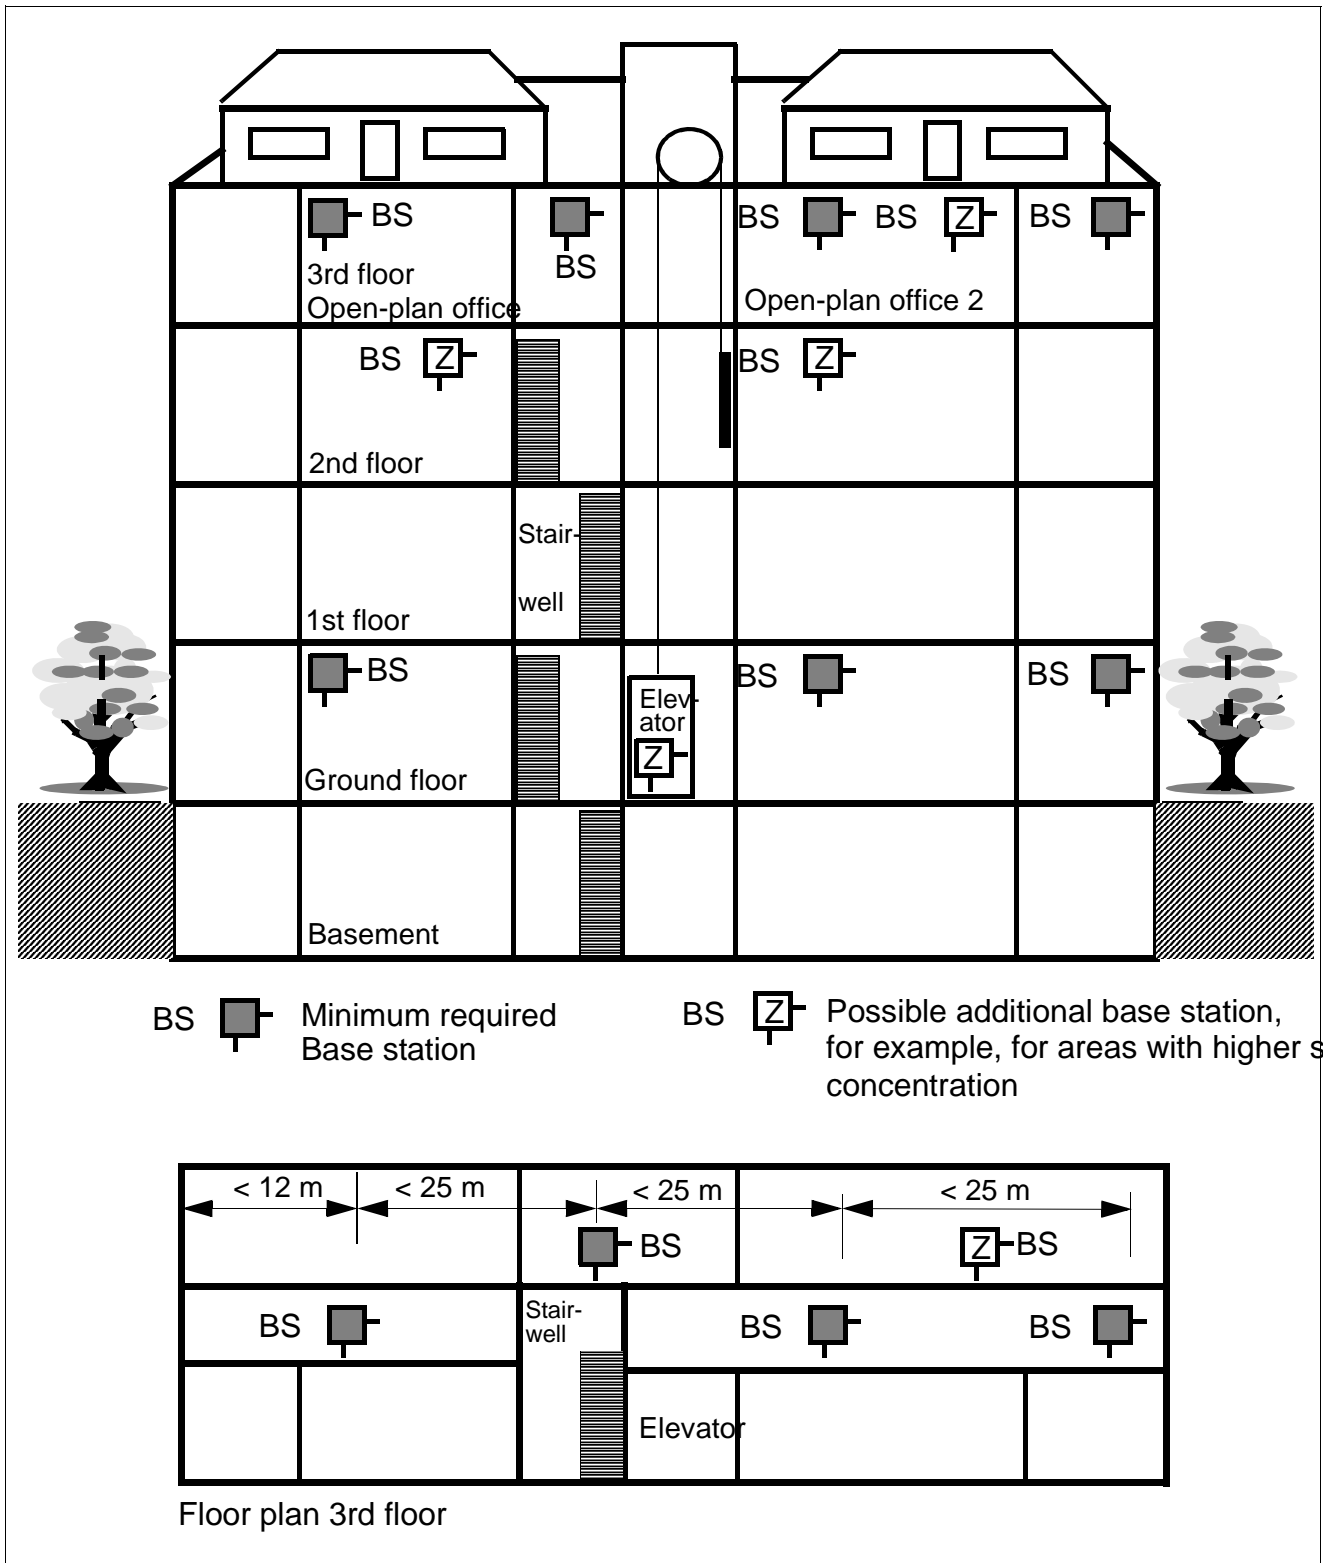 BS
BS
BS
BS
BS
Z
3rd floor
Open-plan office
Open-plan office 2
BS Z
BS Z
2nd floor
Stair-
well
1st floor
BS
BS
BS
Elev-
ator
Z
Ground floor
Basement
BS
Minimum required
Base station
BS Z
Possible additional base station,
for example, for areas with higher s
concentration
< 12 m
< 25 m
< 25 m
< 25 m
BS
Z BS
BS
Stair-
well
BS
BS
Elevator
Floor plan 3rd floor